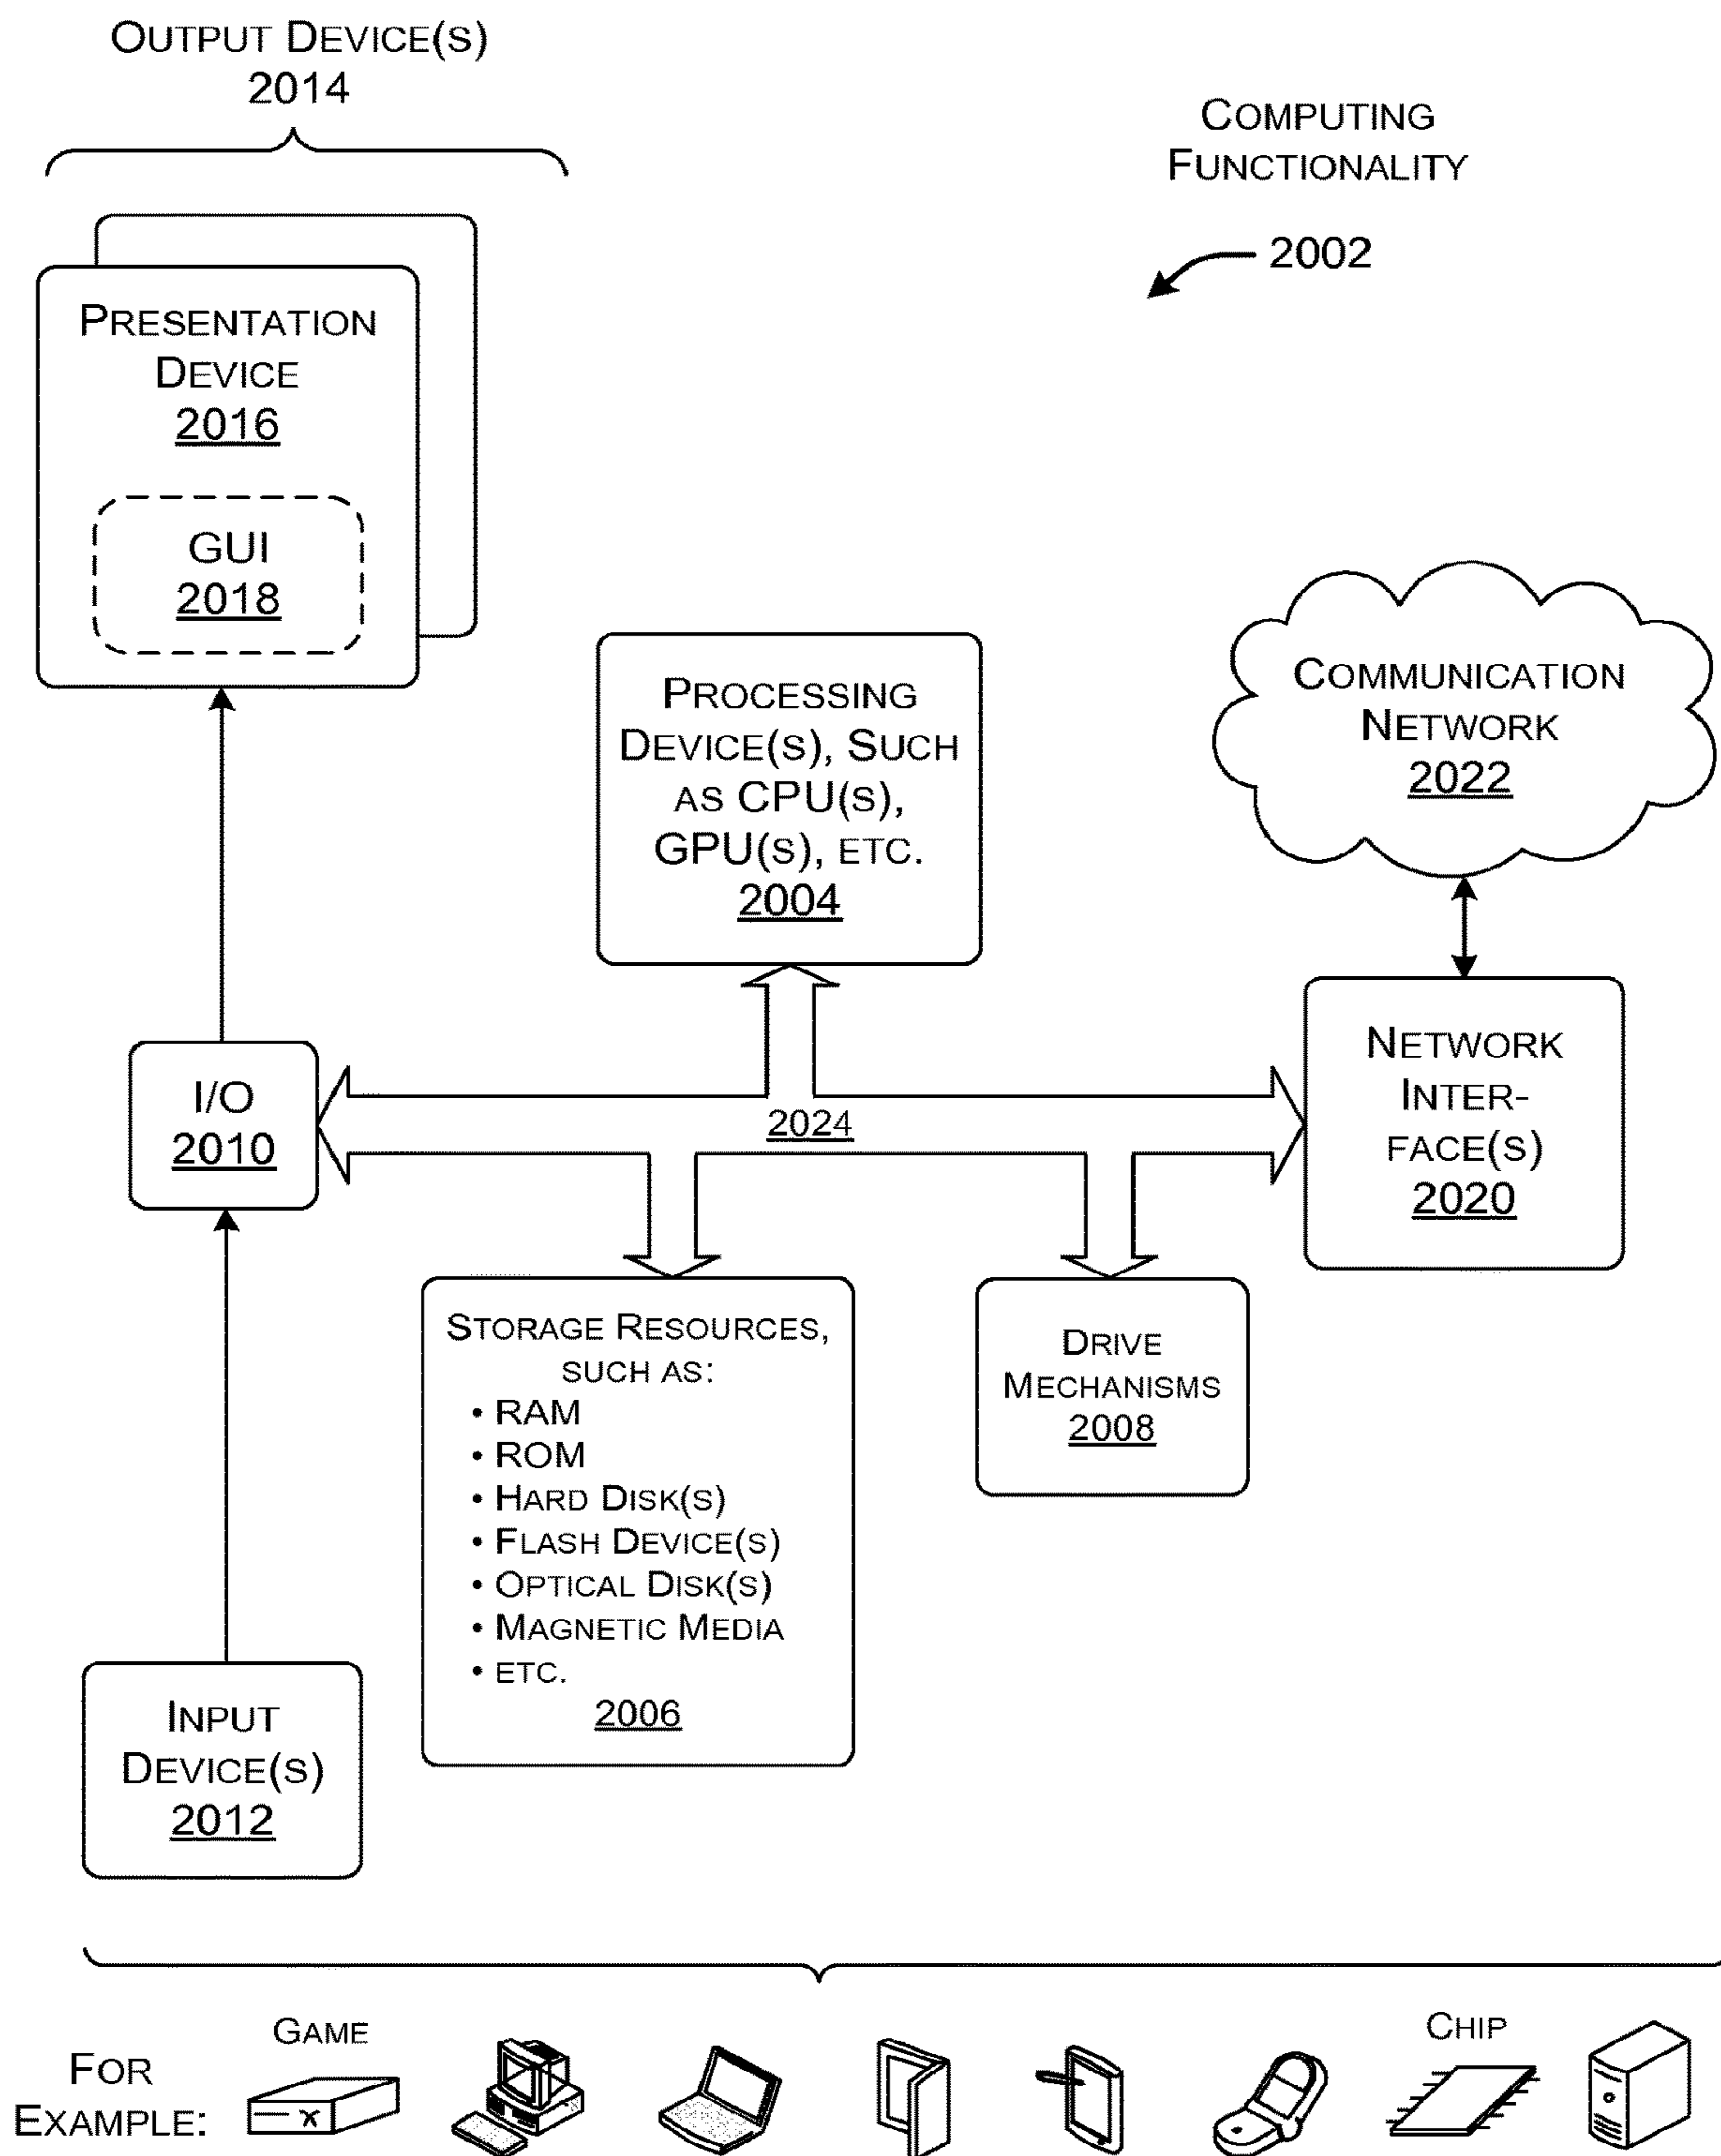 OUTPUT DEVICE(S)
2014
COMPUTING
FUNCTIONALITY
2002
PRESENTATION
DEVICE
2016
GUI
2018
PROCESSING
DEVICE(S), SUCH
AS CPU(S),
GPU(S), ETC.
2004
COMMUNICATION
NETWORK
2022
I/O
2010
2024
NETWORK
INTER-
FACE(S)
2020
STORAGE RESOURCES,
SUCH AS:
• RAM
• ROM
• HARD DISK(S)
• FLASH DEVICE(S)
• OPTICAL DISK(S)
• MAGNETIC MEDIA
• ETC.
2006
DRIVE
MECHANISMS
2008
INPUT
DEVICE(S)
2012
FOR
EXAMPLE:
GAME
CHIP